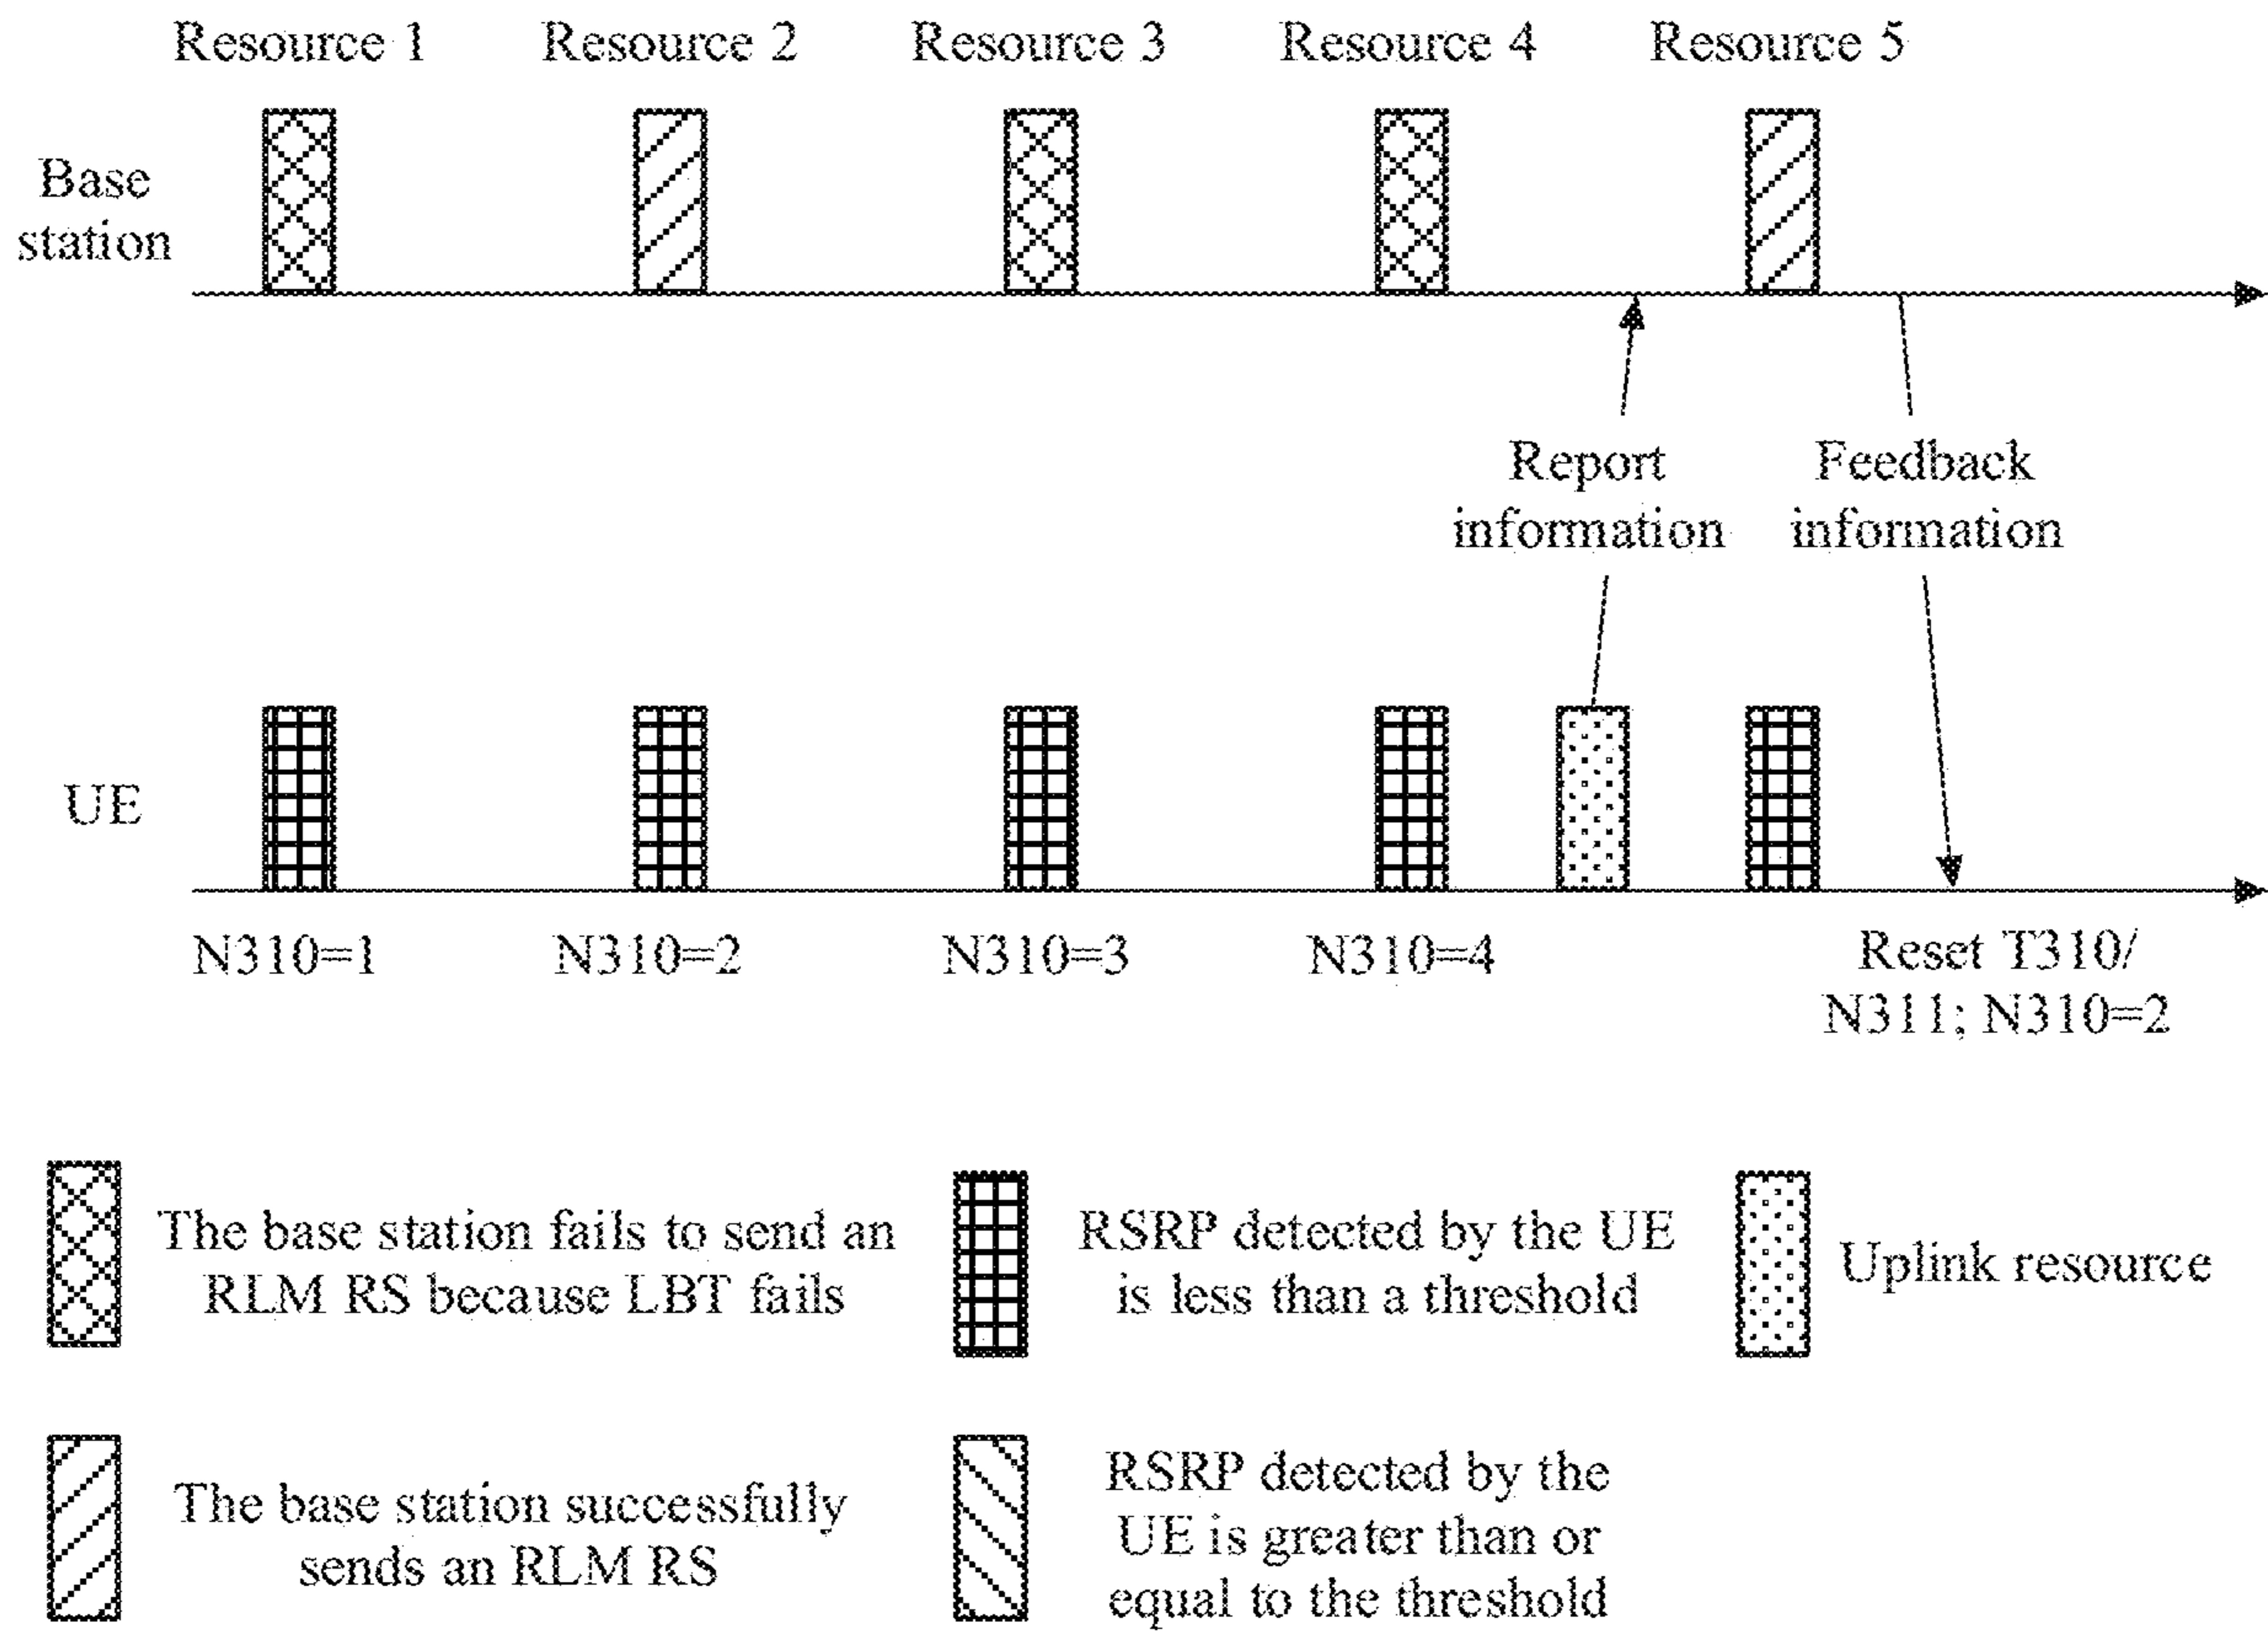 Resource 1
Resource 2
Resource 3
Resource 4
Resource 5
Base
station
Report
information
Feedback
information
UE
N310=1
N310=2
N310=3
N310=4
Reset T310/
N311; N310=2
The base station fails to send an
RLM RS because LBT fails
RSRP detected by the UE
is less than a threshold
Uplink resource
The base station successfully
sends an RLM RS
RSRP detected by the
UE is greater than or
equal to the threshold